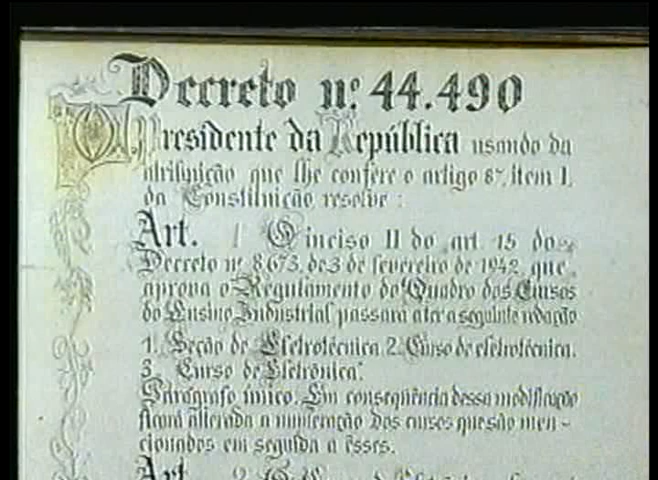 Decreto nº 44.490
O Presidente da República usando da
atribuição que lhe confere o artigo 87, item I,
da Constituição resolve :
Art. 1 O inciso II do art. 15 do
Decreto nº 8.673, de 3 de fevereiro de 1942, que
aprova o Regulamento do Quadro dos Cursos
do Ensino Industrial passará a ter a seguinte redação
1. Seção de Eletrotécnica 2. Curso de eletrotécnica.
3. Curso de Eletrônica".
Parágrafo único. Em conseqüência dessa modificação
ficará alterada a numeração dos cursos que são men-
cionados em seguida a êsses.
Art. 2 O